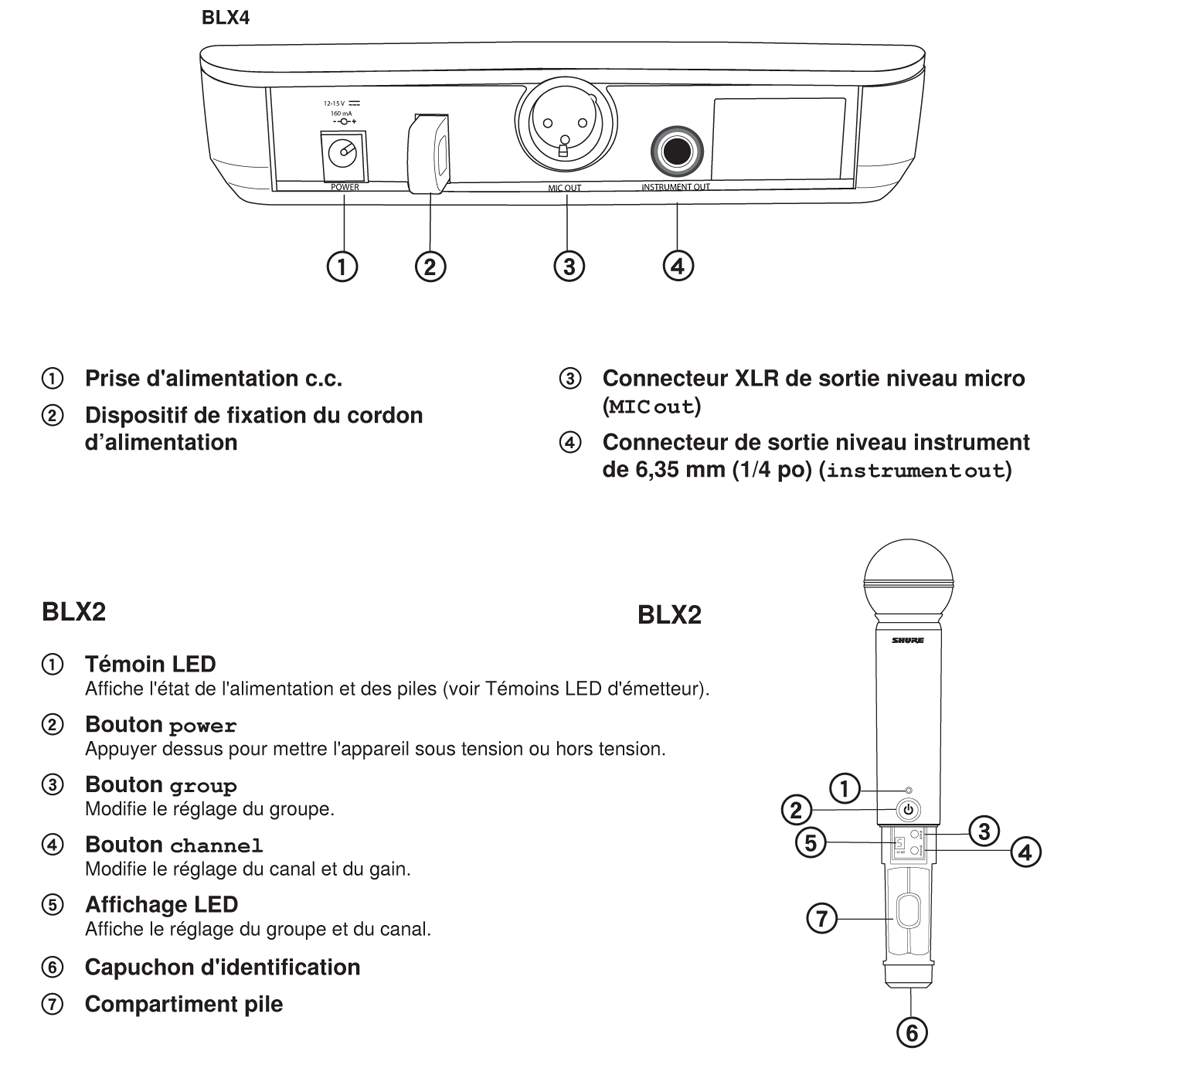 BLX4
12-15 V
160 mA
- +
POWER
MIC OUT
INSTRUMENT OUT
1
2
3
4
① Prise d'alimentation c.c.
② Dispositif de fixation du cordon
d’alimentation
③ Connecteur XLR de sortie niveau micro
(MIC out)
④ Connecteur de sortie niveau instrument
de 6,35 mm (1/4 po) (instrument out)
BLX2
① Témoin LED
Affiche l'état de l'alimentation et des piles (voir Témoins LED d'émetteur).
② Bouton power
Appuyer dessus pour mettre l'appareil sous tension ou hors tension.
③ Bouton group
Modifie le réglage du groupe.
④ Bouton channel
Modifie le réglage du canal et du gain.
⑤ Affichage LED
Affiche le réglage du groupe et du canal.
⑥ Capuchon d'identification
⑦ Compartiment pile
BLX2
SHURE
1
2
3
5
4
7
6